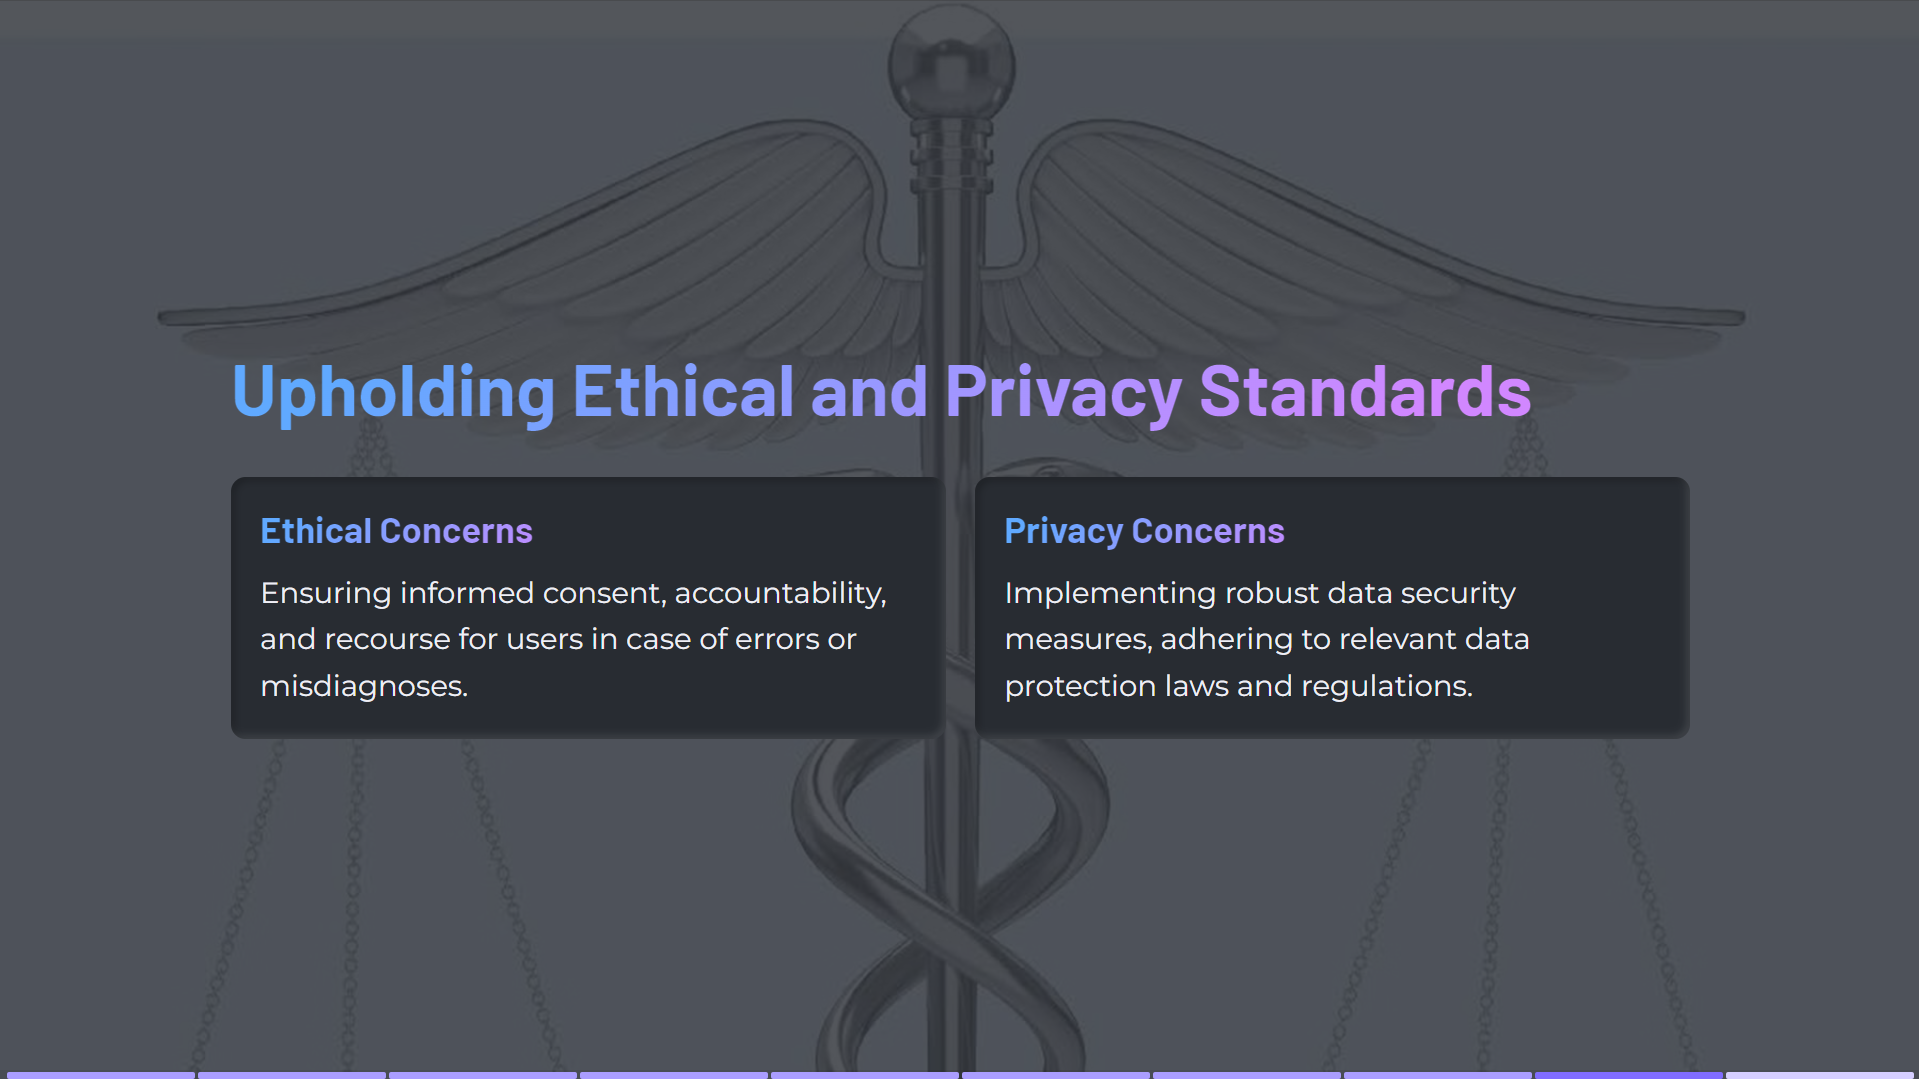 Upholding Ethical and Privacy Standards
Ethical Concerns
Ensuring informed consent, accountability,
and recourse for users in case of errors or
misdiagnoses.
Privacy Concerns
Implementing robust data security
measures, adhering to relevant data
protection laws and regulations.